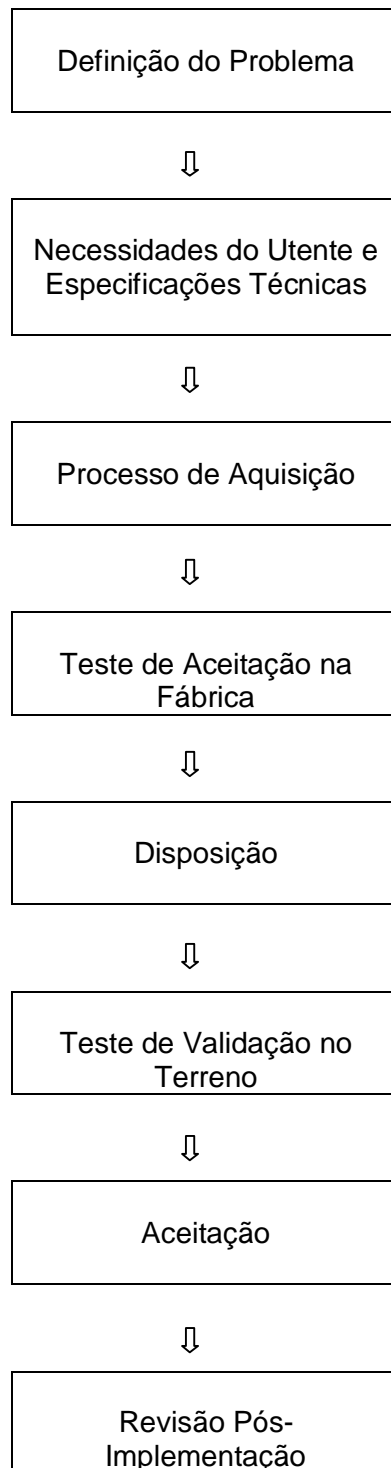 Definição do Problema
⇩
Necessidades do Utente e
Especificações Técnicas
⇩
Processo de Aquisição
⇩
Teste de Aceitação na
Fábrica
⇩
Disposição
⇩
Teste de Validação no
Terreno
⇩
Aceitação
⇩
Revisão Pós-
Implementação